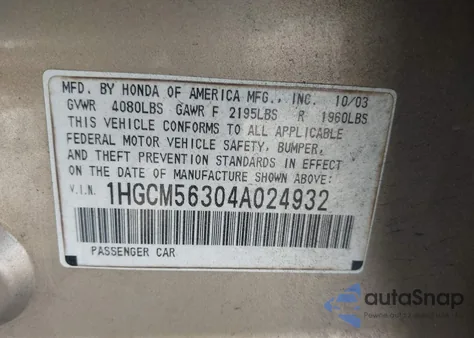 MFD. BY HONDA OF AMERICA MFG., INC. 10/03
GVWR 4080LBS GAWR F 2195LBS R 1960LBS
THIS VEHICLE CONFORMS TO ALL APPLICABLE
FEDERAL MOTOR VEHICLE SAFETY, BUMPER,
AND THEFT PREVENTION STANDARDS IN EFFECT
ON THE DATE OF MANUFACTURE SHOWN ABOVE.
V.I.N. 1HGCM56304A024932
PASSENGER CAR
autoSnap